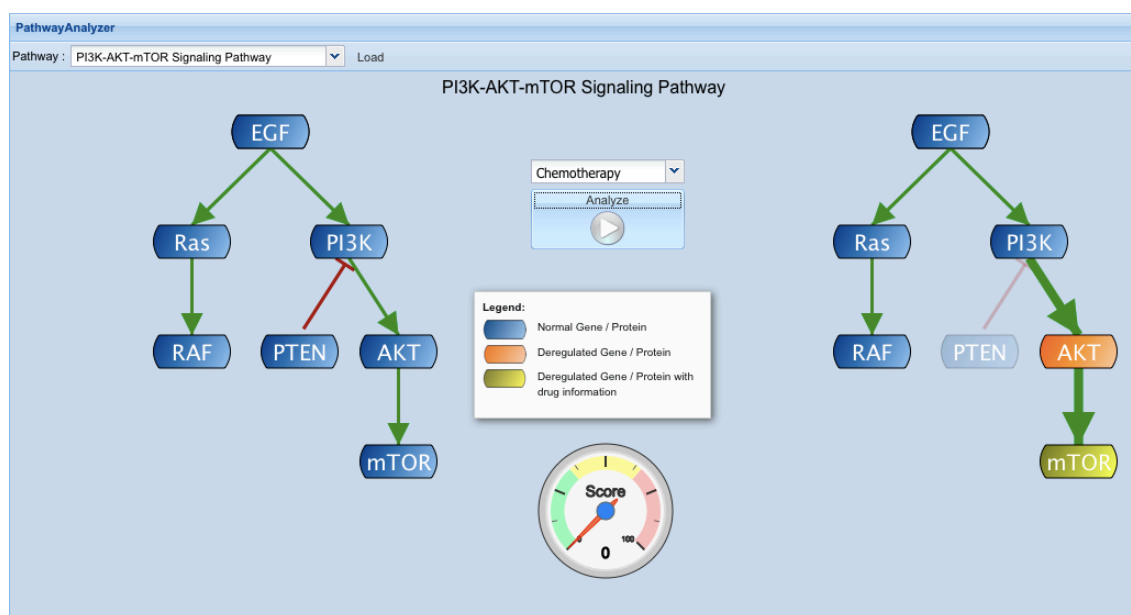 PathwayAnalyzer
Pathway : PI3K-AKT-mTOR Signaling Pathway Load
PI3K-AKT-mTOR Signaling Pathway
EGF
Ras PI3K
RAF PTEN AKT
mTOR
Chemotherapy
Analyze
Legend:
Normal Gene / Protein
Deregulated Gene / Protein
Deregulated Gene / Protein with
drug information
Score
0 100
0
EGF
Ras PI3K
RAF PTEN AKT
mTOR